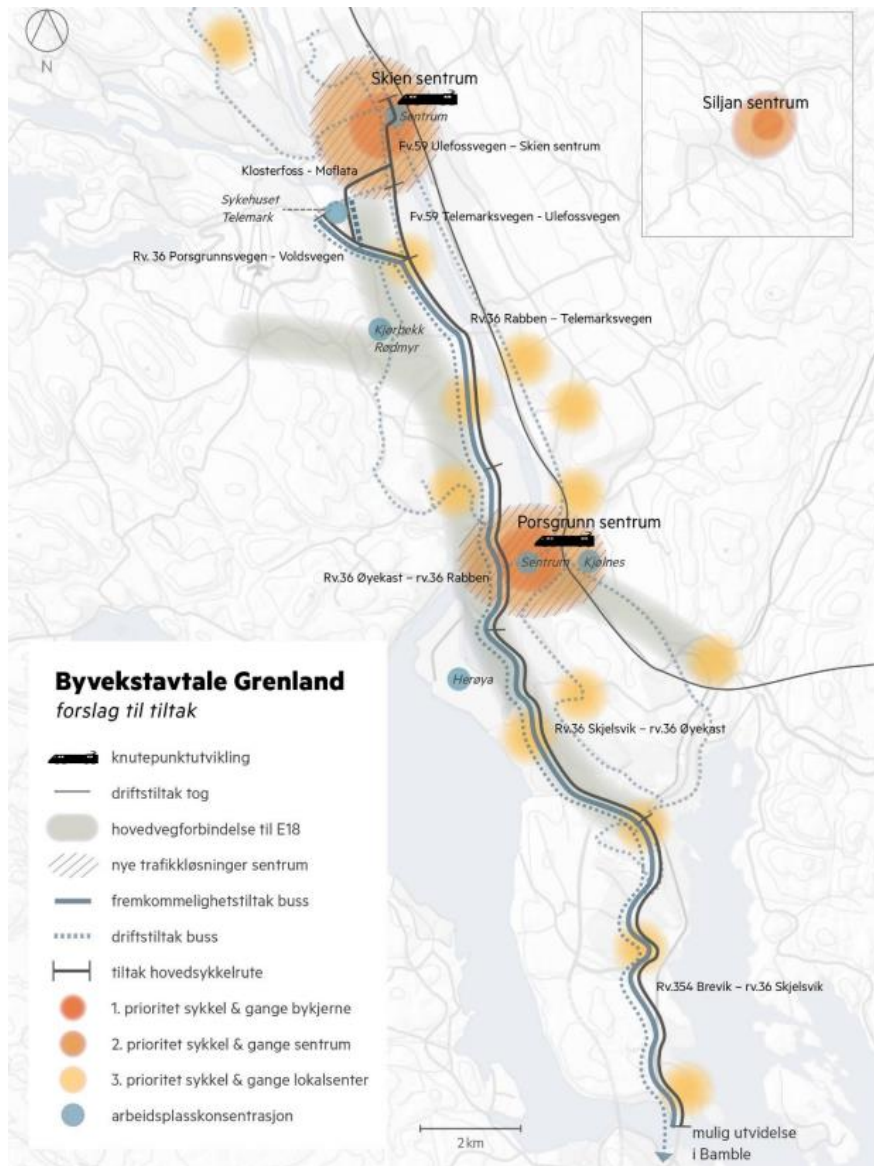 N
Skien sentrum
Sentrum
Siljan sentrum
Fv.59 Ulefossvegen – Skien sentrum
Klosterfoss - Moflata
Sykehuset
Telemark
Fv.59 Telemarksvegen - Ulefossvegen
Rv. 36 Porsgrunnsvegen - Voldsvegen
Rv.36 Rabben – Telemarksvegen
Kjørbekk
Rødmyr
Porsgrunn sentrum
Sentrum
Kjølnes
Rv.36 Øyekast – rv.36 Rabben
Herøya
Rv.36 Skjelsvik – rv.36 Øyekast
Rv.354 Brevik – rv.36 Skjelsvik
mulig utvidelse
i Bamble
2 km
Byvekstavtale Grenland
forslag til tiltak
knutepunktutvikling
driftstiltak tog
hovedvegforbindelse til E18
nye trafikkløsninger sentrum
fremkommelighetstiltak buss
driftstiltak buss
tiltak hovedsykkelrute
1. prioritet sykkel & gange bykjerne
2. prioritet sykkel & gange sentrum
3. prioritet sykkel & gange lokalsenter
arbeidsplasskonsentrasjon